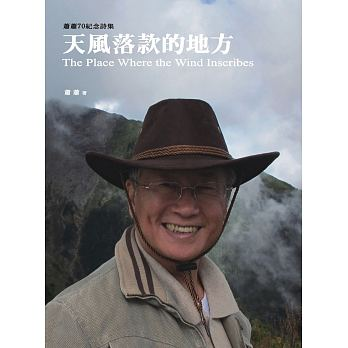 蕭蕭70紀念詩集
天風落款的地方
The Place Where the Wind Inscribes
蕭蕭 著